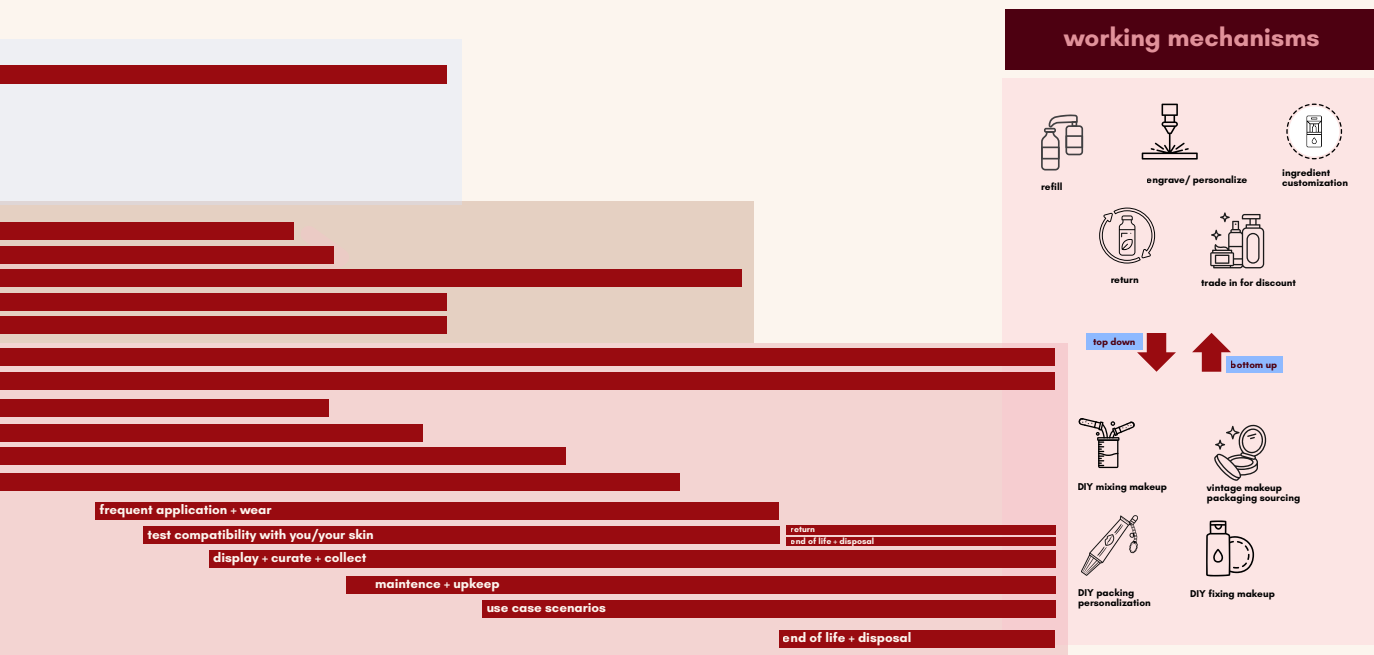 working mechanisms
refill
engrave/ personalize
ingredient
customization
return
trade in for discount
top down
bottom up
DIY mixing makeup
vintage makeup
packaging sourcing
DIY packing
personalization
DIY fixing makeup
frequent application + wear
test compatibility with you/your skin
return
end of life + disposal
display + curate + collect
maintence + upkeep
use case scenarios
end of life + disposal